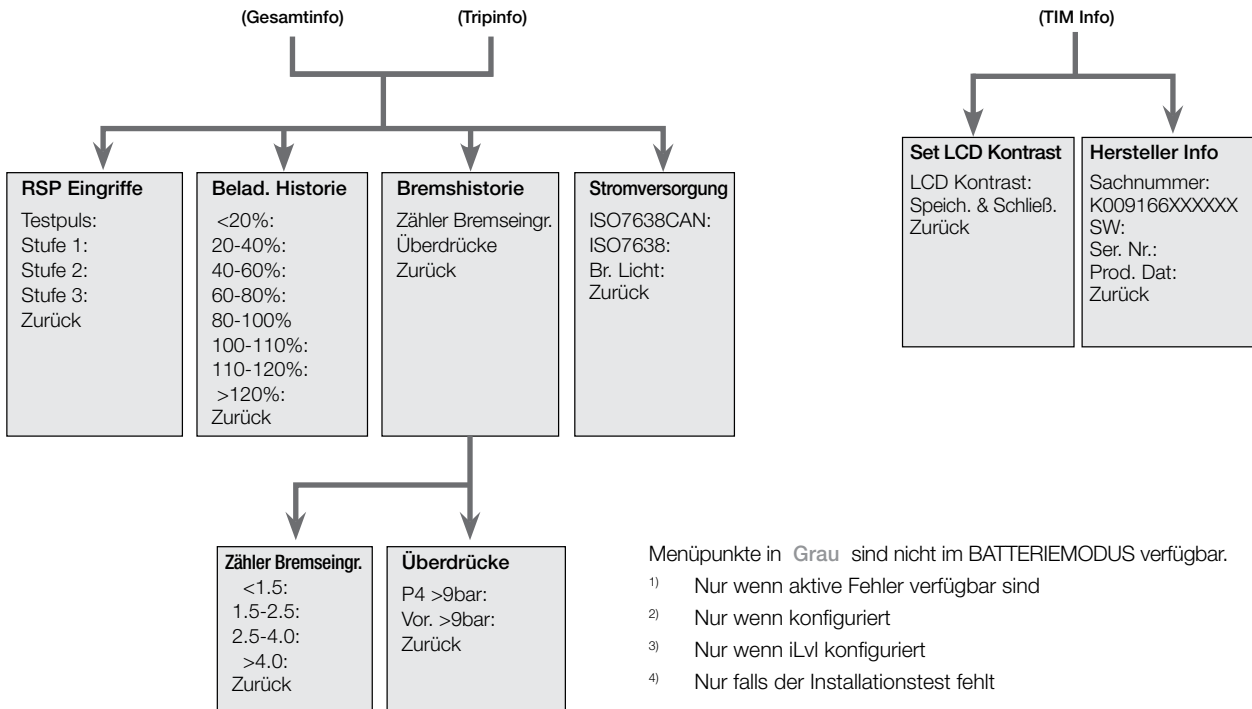 (Gesamtinfo)
(Tripinfo)
(TIM Info)
RSP Eingriffe
Testpuls:
Stufe 1:
Stufe 2:
Stufe 3:
Zurück
Belad. Historie
<20%:
20-40%:
40-60%:
60-80%:
80-100%
100-110%:
110-120%:
>120%:
Zurück
Bremshistorie
Zähler Bremseingr.
Überdrücke
Zurück
Stromversorgung
ISO7638CAN:
ISO7638:
Br. Licht:
Zurück
Set LCD Kontrast
LCD Kontrast:
Speich. & Schließ.
Zurück
Hersteller Info
Sachnummer:
K009166XXXXXX
SW:
Ser. Nr.:
Prod. Dat:
Zurück
Zähler Bremseingr.
<1.5:
1.5-2.5:
2.5-4.0:
>4.0:
Zurück
Überdrücke
P4 >9bar:
Vor. >9bar:
Zurück
Menüpunkte in Grau sind nicht im BATTERIEMODUS verfügbar.
1) Nur wenn aktive Fehler verfügbar sind
2) Nur wenn konfiguriert
3) Nur wenn iLvl konfiguriert
4) Nur falls der Installationstest fehlt